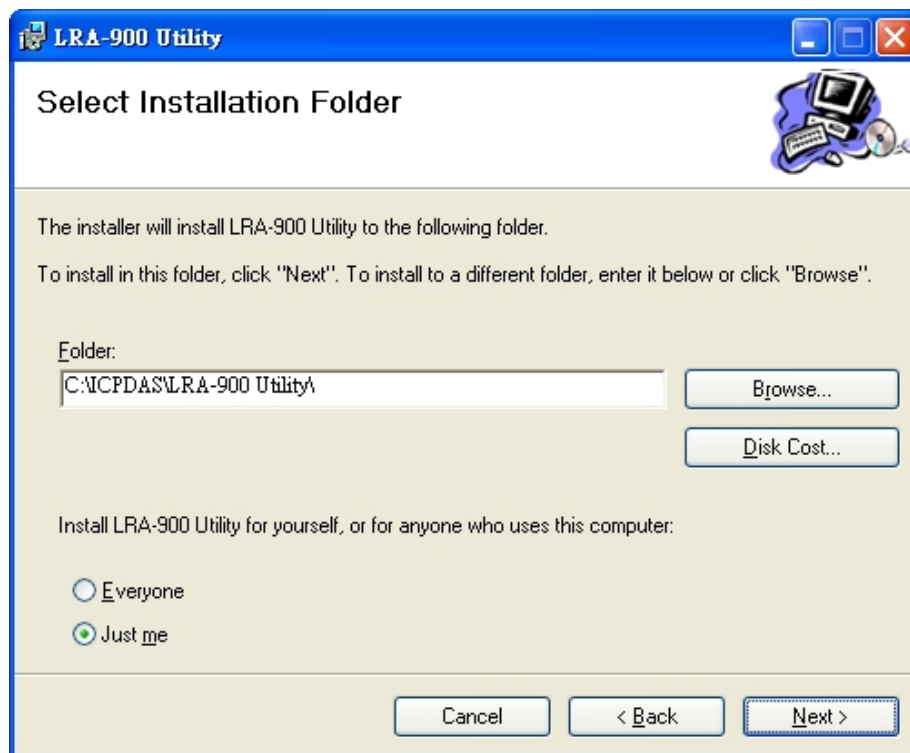 LRA-900 Utility
Select Installation Folder
The installer will install LRA-900 Utility to the following folder.
To install in this folder, click "Next". To install to a different folder, enter it below or click "Browse".
Folder:
C:\ICPDAS\LRA-900 Utility\
Browse...
Disk Cost...
Install LRA-900 Utility for yourself, or for anyone who uses this computer:
Everyone
Just me
Cancel
< Back
Next >